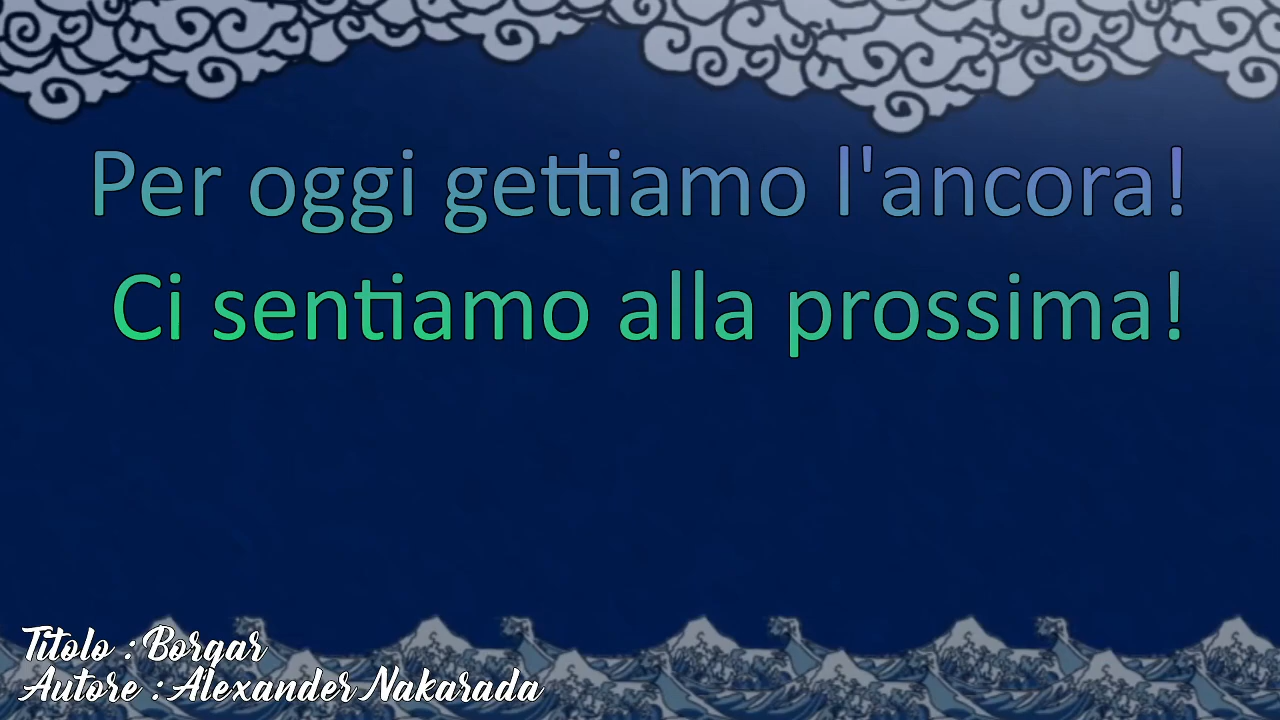 Per oggi gettiamo l'ancora!
Ci sentiamo alla prossima!
Titolo : Borgar
Autore : Alexander Nakarada